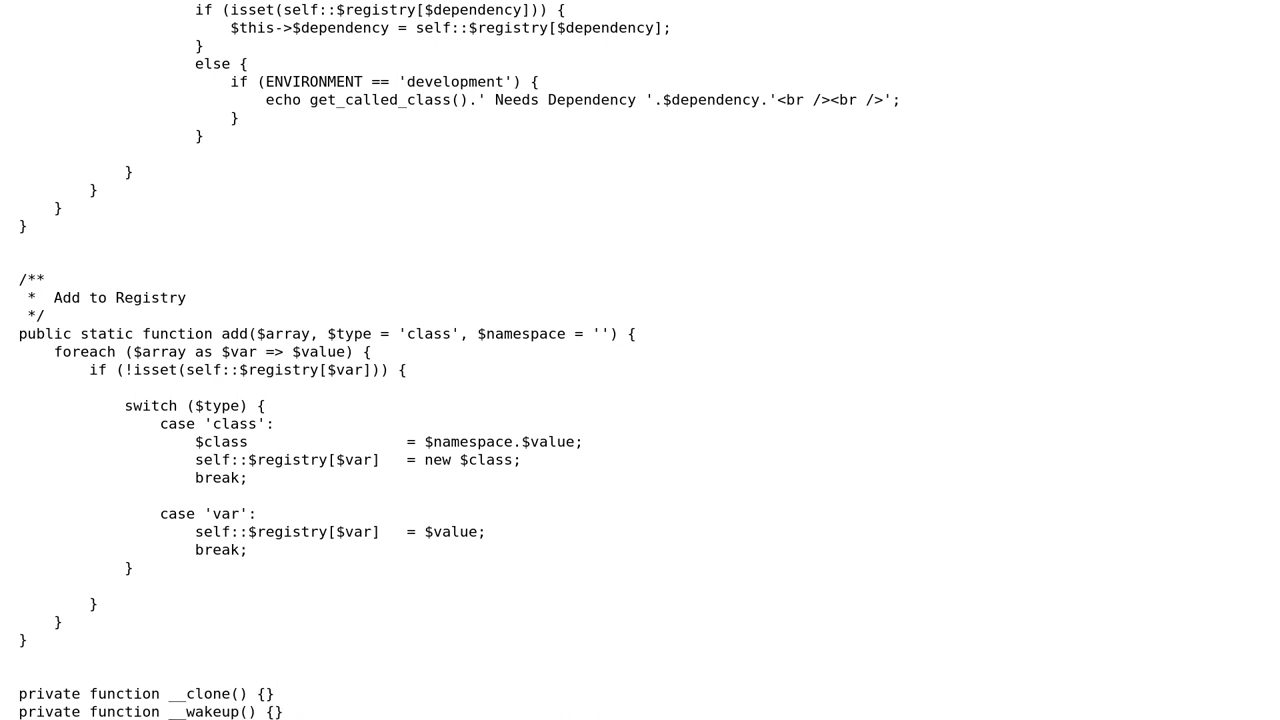 if (isset(self::$registry[$dependency])) {
$this->$dependency = self::$registry[$dependency];
}
else {
if (ENVIRONMENT == 'development') {
echo get_called_class().' Needs Dependency '.$dependency.'<br /><br />';
}
}
}
}
}
}
/**
*  Add to Registry
*/
public static function add($array, $type = 'class', $namespace = '') {
foreach ($array as $var => $value) {
if (!isset(self::$registry[$var])) {
switch ($type) {
case 'class':
$class                  = $namespace.$value;
self::$registry[$var]   = new $class;
break;
case 'var':
self::$registry[$var]   = $value;
break;
}
}
}
}
private function __clone() {}
private function __wakeup() {}